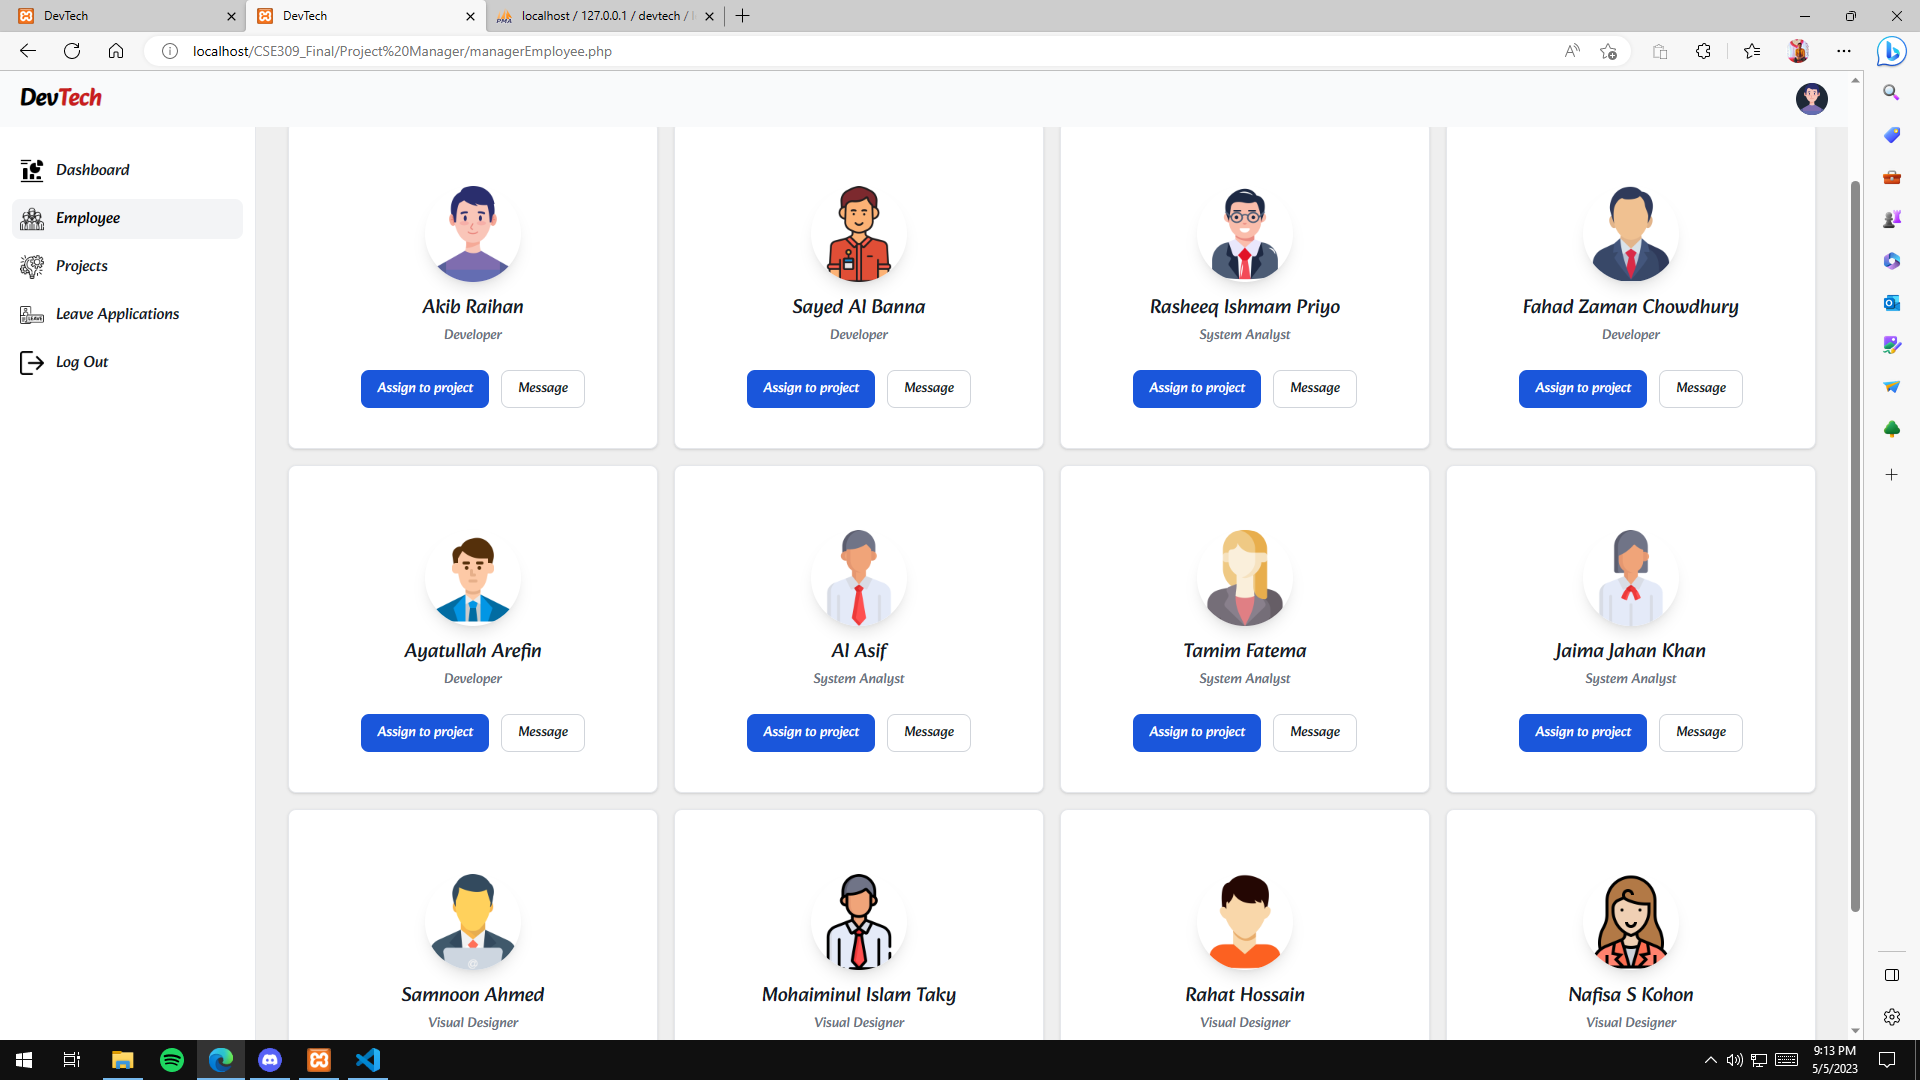 DevTech
DevTech
localhost / 127.0.0.1 / devtech /
localhost/CSE309_Final/Project%20Manager/managerEmployee.php
DevTech
Dashboard
Employee
Projects
Leave Applications
Log Out
Akib Raihan
Developer
Assign to project Message
Sayed Al Banna
Developer
Assign to project Message
Rasheeq Ishmam Priyo
System Analyst
Assign to project Message
Fahad Zaman Chowdhury
Developer
Assign to project Message
Ayatullah Arefin
Developer
Assign to project Message
Al Asif
System Analyst
Assign to project Message
Tamim Fatema
System Analyst
Assign to project Message
Jaima Jahan Khan
System Analyst
Assign to project Message
Samnoon Ahmed
Visual Designer
Mohaiminul Islam Taky
Visual Designer
Rahat Hossain
Visual Designer
Nafisa S Kohon
Visual Designer
9:13 PM
5/5/2023